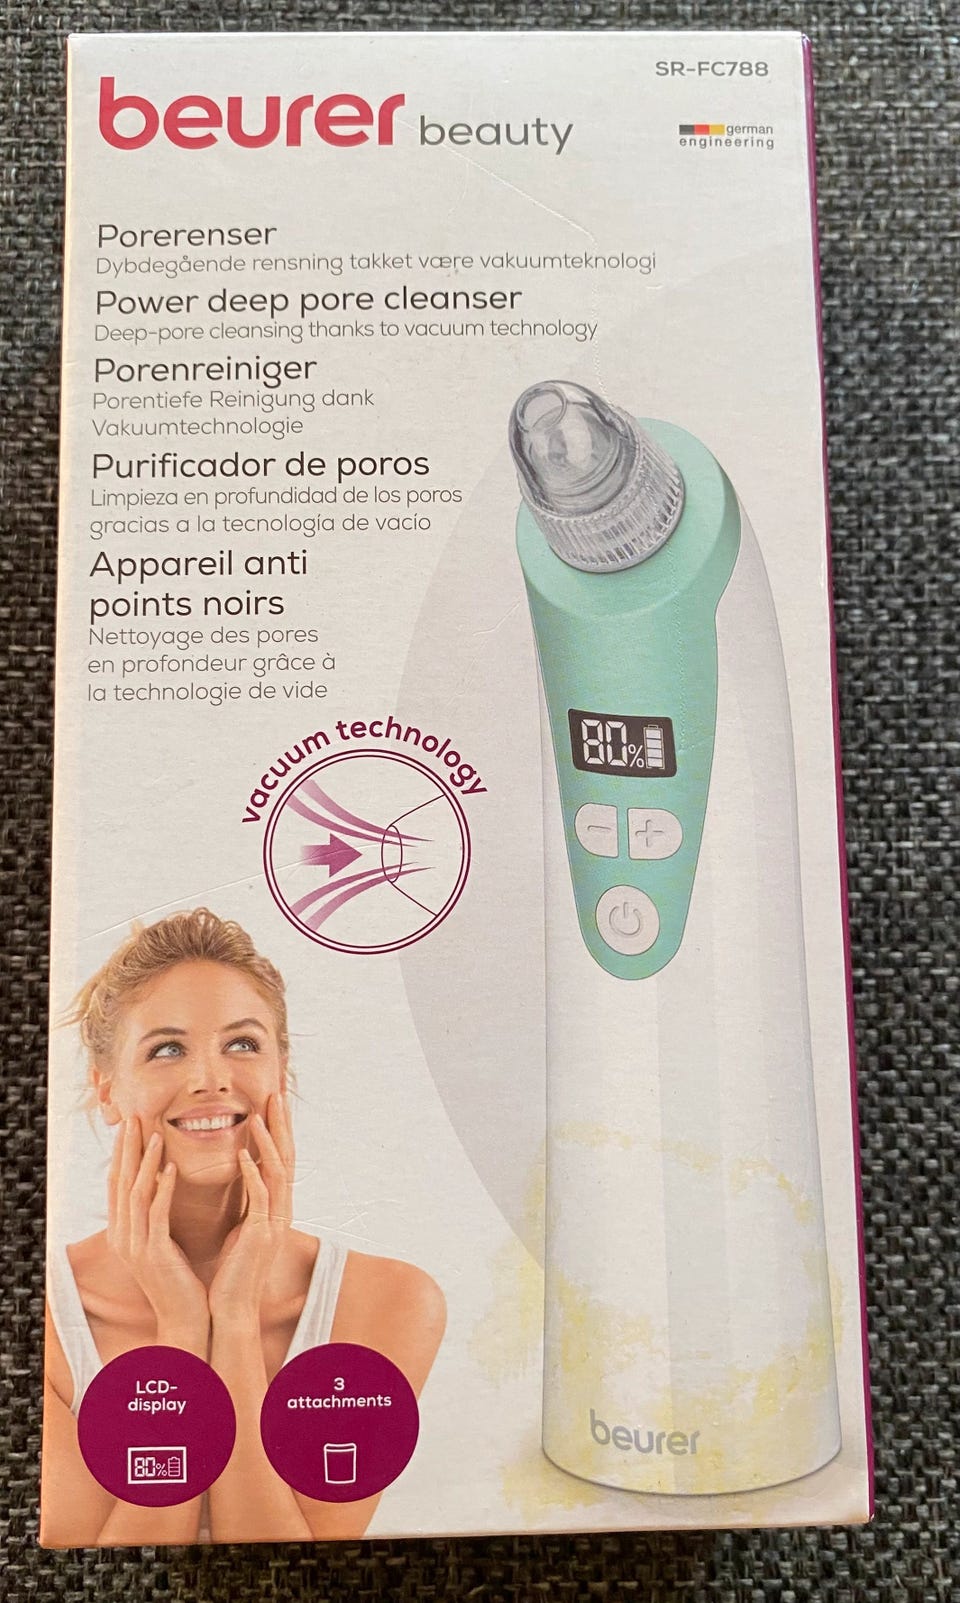 SR-FC788
beurer beauty
german
engineering
Porerenser
Dybdegående rensning takket være vakuumteknologi
Power deep pore cleanser
Deep-pore cleansing thanks to vacuum technology
Porenreiniger
Porentiefe Reinigung dank
Vakuumtechnologie
Purificador de poros
Limpieza en profundidad de los poros
gracias a la tecnología de vacío
Appareil anti
points noirs
Nettoyage des pores
en profondeur grâce à
la technologie de vide
vacuum technology
80%
LCD-
display
80%
3
attachments
beurer